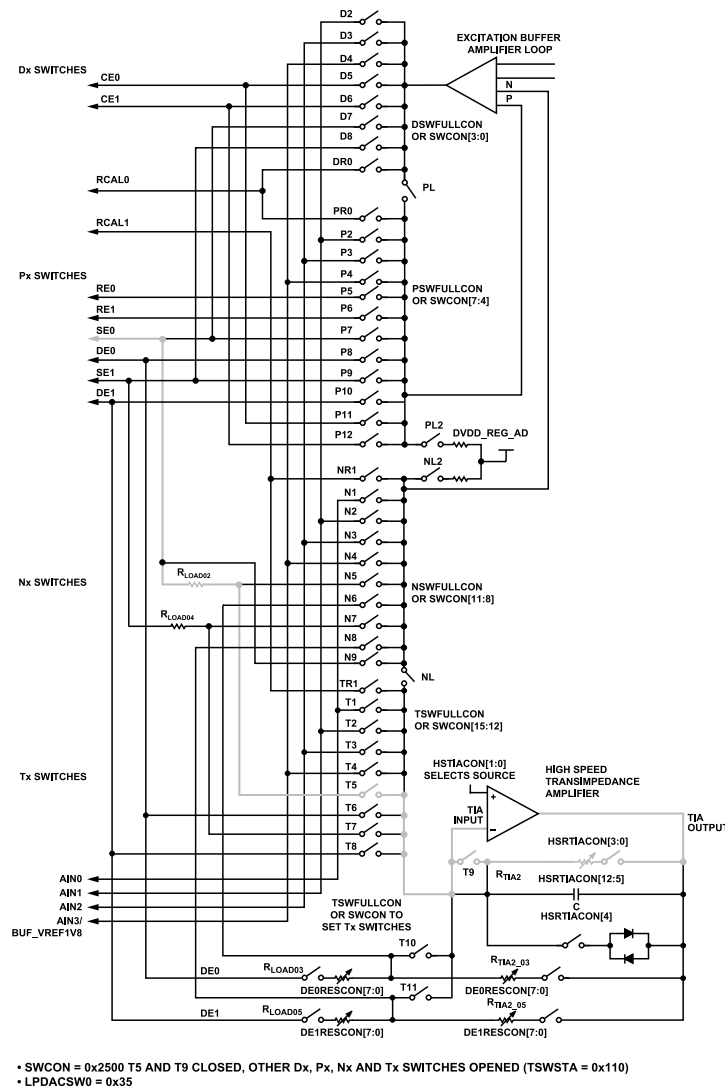 D2
EXCITATION BUFFER
AMPLIFIER LOOP
D3
D4
Dx SWITCHES
CE0
D5
N
CE1
D6
P
D7
DSWFULLCON
OR SWCON[3:0]
D8
DR0
RCAL0
PL
PR0
RCAL1
P2
P3
Px SWITCHES
P4
PSWFULLCON
OR SWCON[7:4]
RE0
P5
RE1
P6
SE0
P7
DE0
P8
SE1
P9
DE1
P10
P11
P12
PL2
DVDD_REG_AD
NL2
NR1
N1
N2
N3
N4
RLOAD02
Nx SWITCHES
N5
NSWFULLCON
OR SWCON[11:8]
N6
RLOAD04
N7
N8
N9
NL
TR1
T1
TSWFULLCON
OR SWCON[15:12]
T2
T3
HSTIACON[1:0]
SELECTS SOURCE
HIGH SPEED
TRANSIMPEDANCE
AMPLIFIER
Tx SWITCHES
T4
T5
+
TIA
INPUT
−
TIA
OUTPUT
T6
T7
HSRTIACON[3:0]
T8
T9
RTIA2
AIN0
HSRTIACON[12:5]
AIN1
C
AIN2
TSWFULLCON
OR SWCON TO
SET Tx SWITCHES
HSRTIACON[4]
AIN3/
BUF_VREF1V8
T10
DE0
RLOAD03
RTIA2_03
DE0RESCON[7:0]
DE0RESCON[7:0]
T11
DE1
RLOAD05
RTIA2_05
DE1RESCON[7:0]
DE1RESCON[7:0]
• SWCON = 0x2500 T5 AND T9 CLOSED, OTHER Dx, Px, Nx AND Tx SWITCHES OPENED (TSWSTA = 0x110)
• LPDACSW0 = 0x35